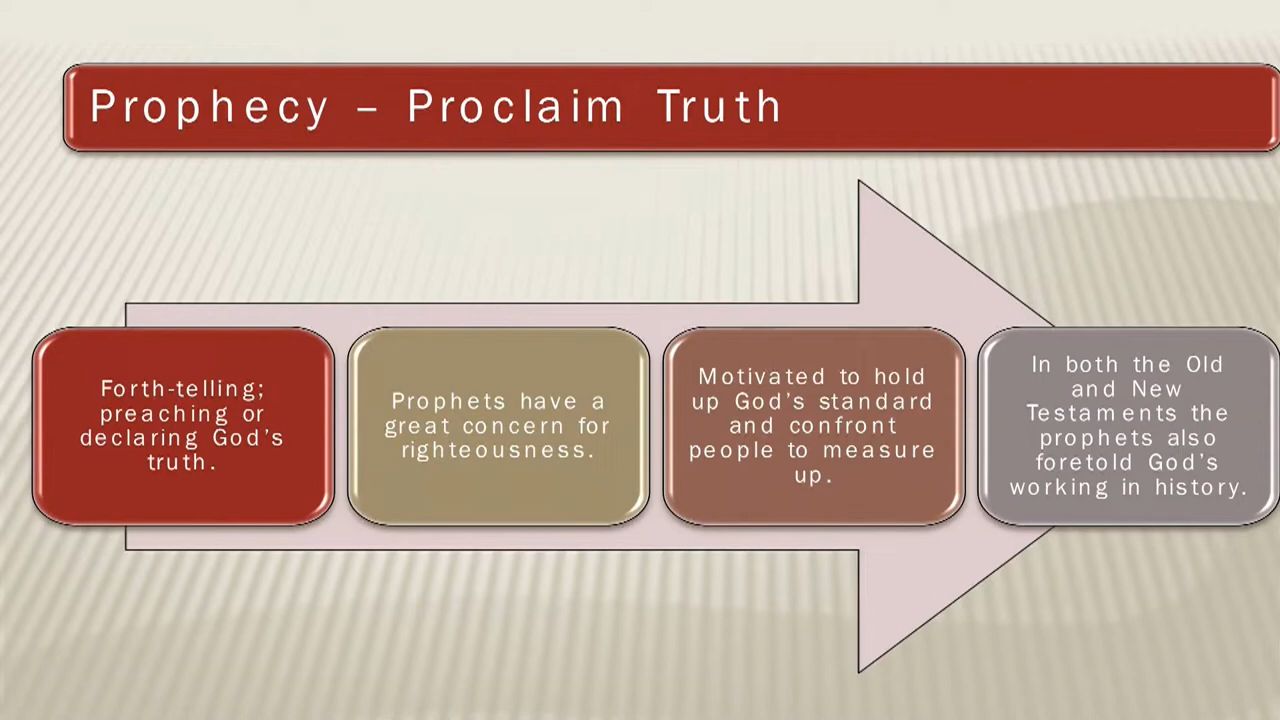 Prophecy – Proclaim Truth
Forth-telling;
preaching or
declaring God's
truth.
Prophets have a
great concern for
righteousness.
Motivated to hold
up God's standard
and confront
people to measure
up.
In both the Old
and New
Testaments the
prophets also
foretold God's
working in history.